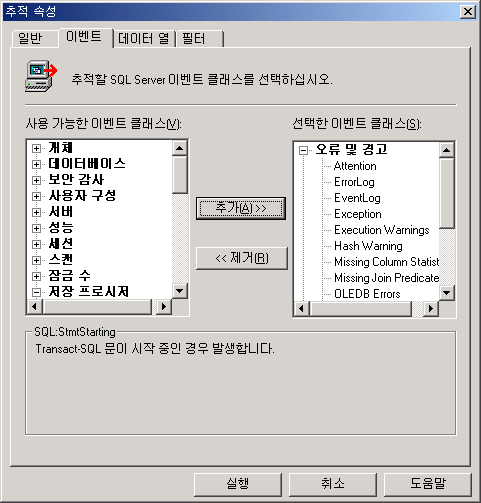 추적 속성
일반 이벤트 데이터 열 필터
추적할 SQL Server 이벤트 클래스를 선택하십시오.
사용 가능한 이벤트 클래스(V):
개체
데이터베이스
보안 감사
사용자 구성
서버
성능
세션
스캔
잠금 수
저장 프로시저
추가(A) >>
<< 제거(R)
선택한 이벤트 클래스(S):
오류 및 경고
Attention
ErrorLog
EventLog
Exception
Execution Warnings
Hash Warning
Missing Column Statist
Missing Join Predicate
OLEDB Errors
SQL:StmtStarting
Transact-SQL 문이 시작 중인 경우 발생합니다.
실행 취소 도움말